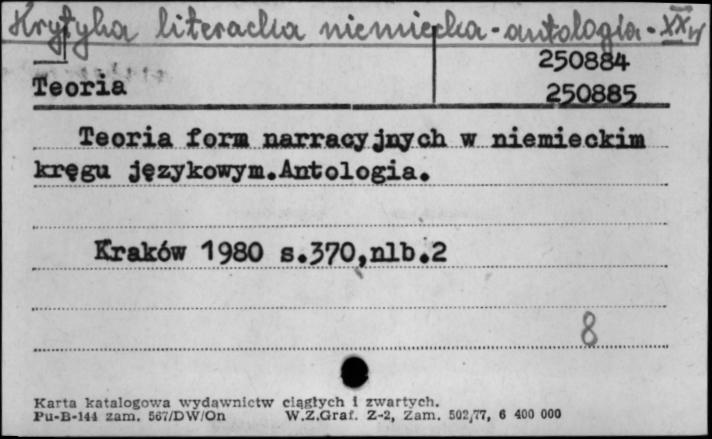 Krytyka literacka niemiecka - antologia - XX w
250884
Teoria
250885
Teoria form narracyjnych w niemieckim
kręgu językowym.Antologia.
Kraków 1980 s.370,nlb.2
8
Karta katalogowa wydawnictw ciągłych i zwartych.
Pu-B-144 zam. 567/DW/On W.Z.Graf. Z-2, Zam. 502/77, 6 400 000